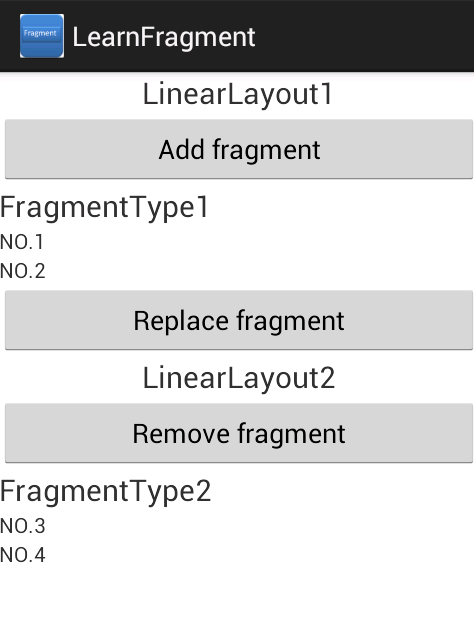 Fragment
LearnFragment
LinearLayout1
Add fragment
FragmentType1
NO.1
NO.2
Replace fragment
LinearLayout2
Remove fragment
FragmentType2
NO.3
NO.4